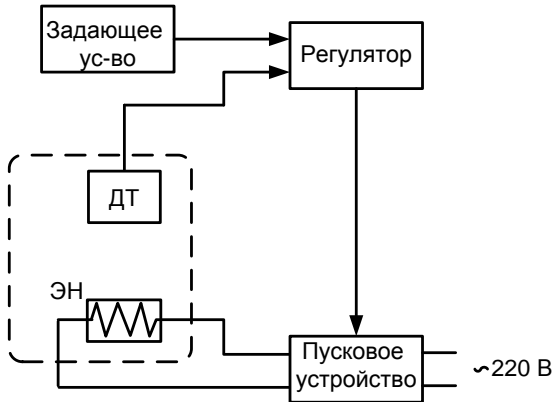 Задающее
ус-во
Регулятор
ДТ
ЭН
Пусковое
устройство
~220 В